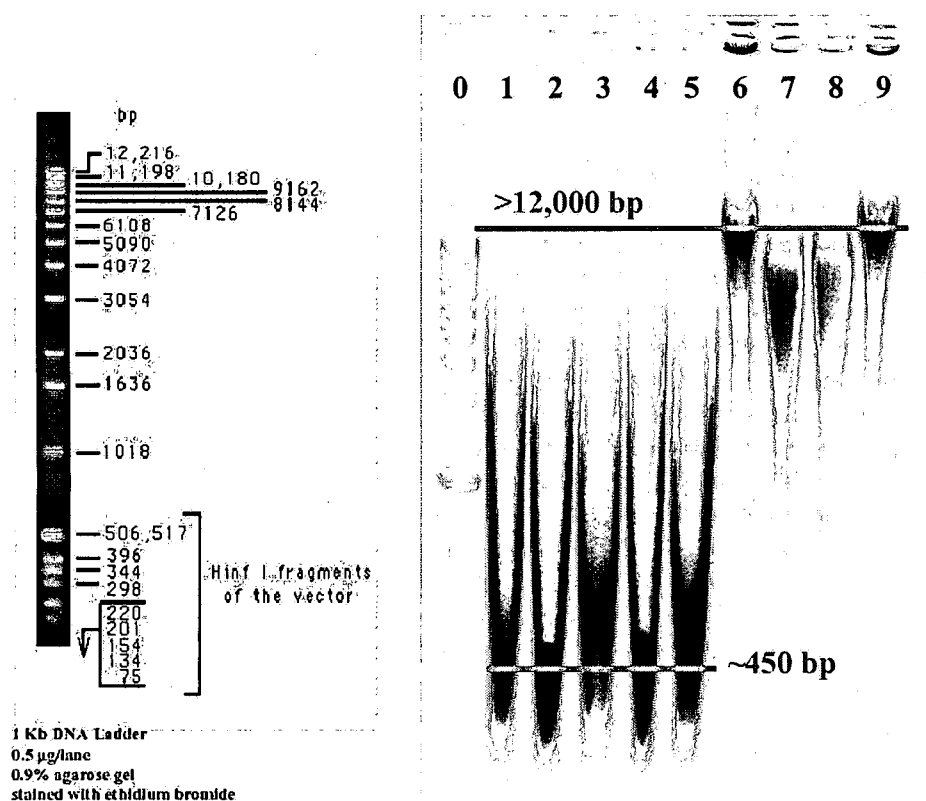 bp
12,216
11,198
10,180
9162
8144
7126
6108
5090
4072
3054
2036
1636
1018
506,517
396
344
298
220
201
154
134
75
Hinf I fragments
of the vector
1 Kb DNA Ladder
0.5 µg/lane
0.9% agarose gel
stained with ethidium bromide
0 1 2 3 4 5 6 7 8 9
>12,000 bp
~450 bp